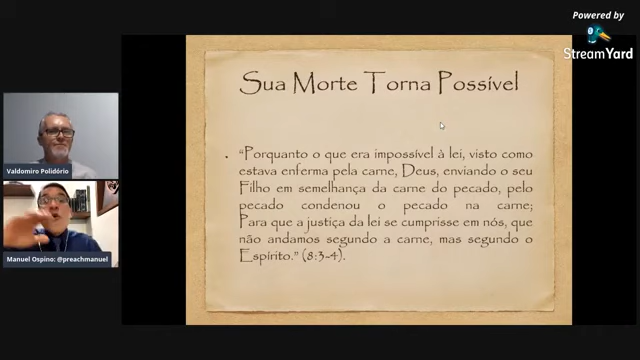 Powered by
StreamYard
Sua Morte Torna Possível
. “Porquanto o que era impossível à lei, visto como
estava enferma pela carne, Deus, enviando o seu
Filho em semelhança da carne do pecado, pelo
pecado condenou o pecado na carne;
Para que a justiça da lei se cumprisse em nós, que
não andamos segundo a carne, mas segundo o
Espírito.” (8:3-4).
Valdomiro Polidório
Manuel Ospino: @preachmanuel